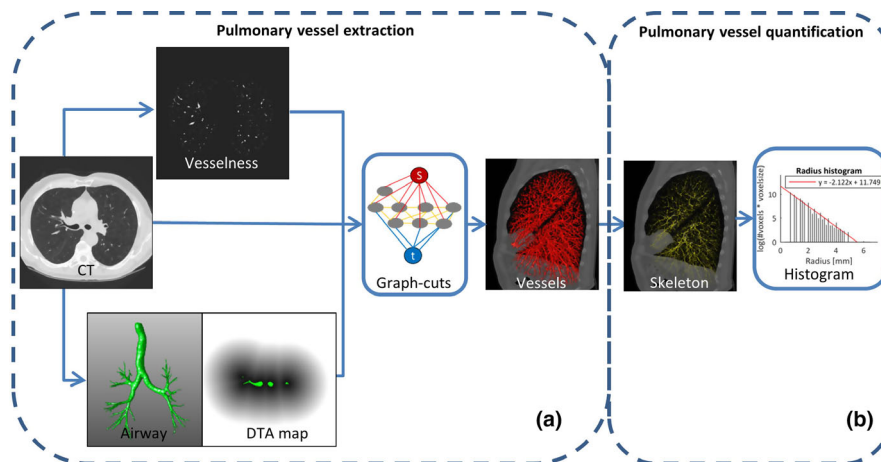 Pulmonary vessel extraction
Pulmonary vessel quantification
Vesselness
CT
S
t
Graph-cuts
Vessels
Skeleton
Radius histogram
y = -2.122x + 11.749
log(#voxels * voxelsize)
10
5
0
0 2 4 6
Radius [mm]
Histogram
Airway
DTA map
(a)
(b)